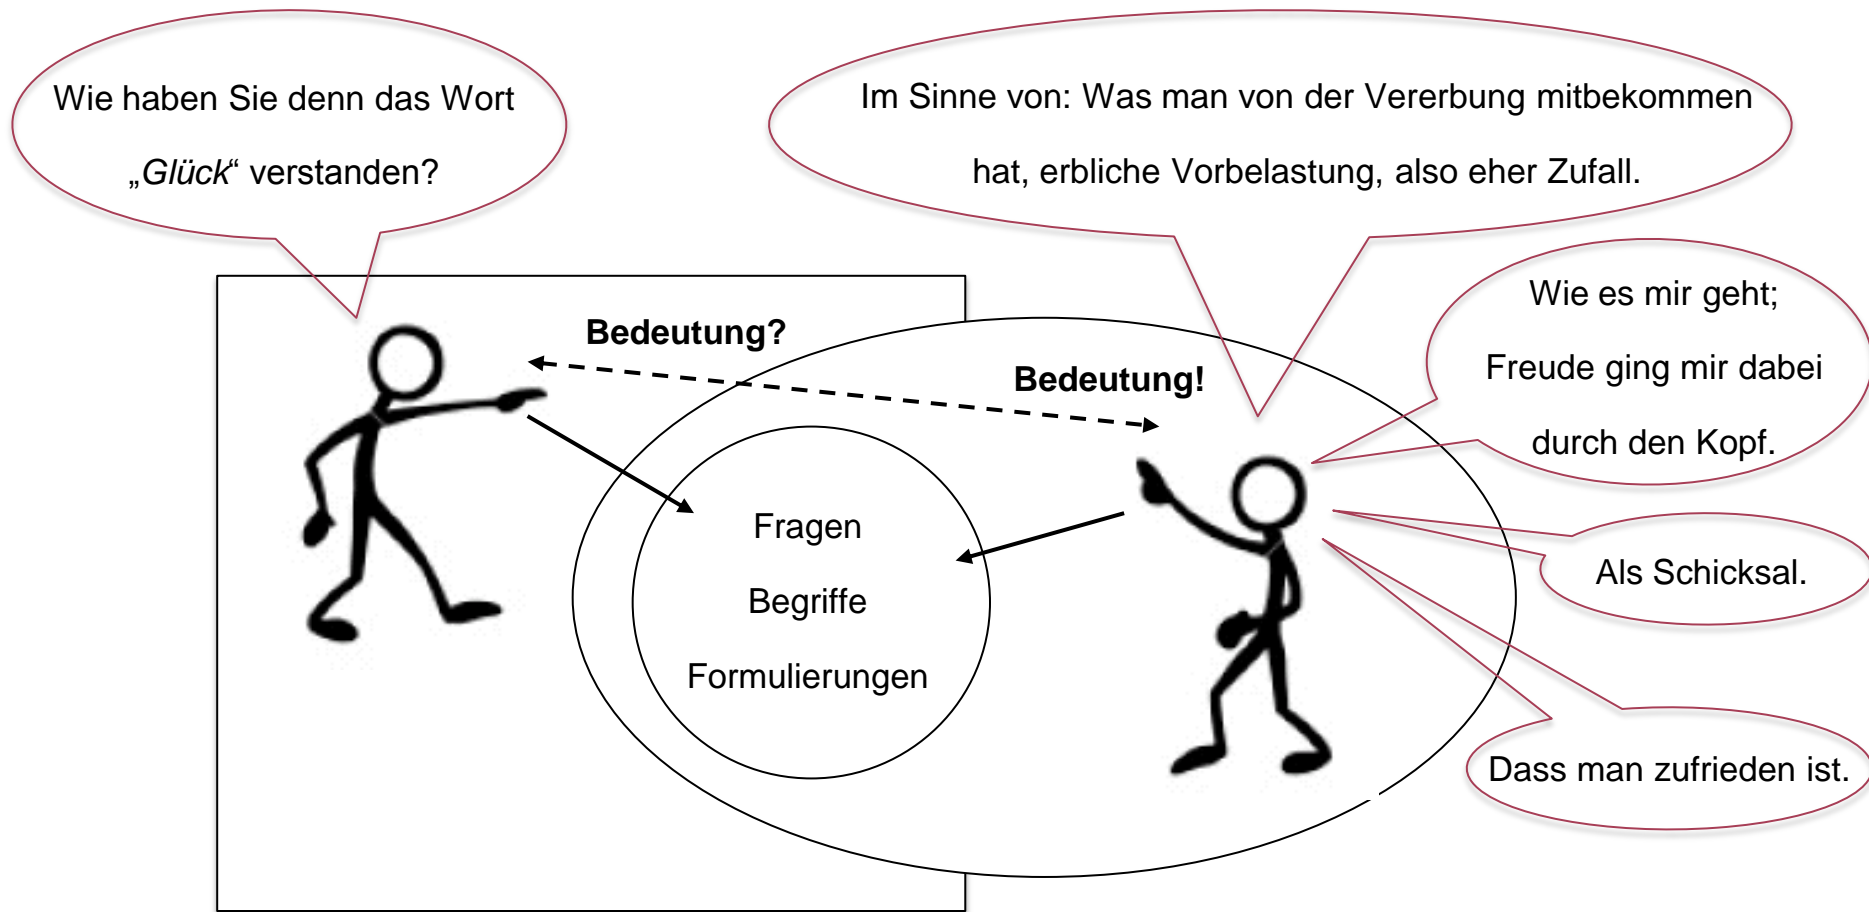 Wie haben Sie denn das Wort
„Glück“ verstanden?
Im Sinne von: Was man von der Vererbung mitbekommen
hat, erbliche Vorbelastung, also eher Zufall.
Wie es mir geht;
Freude ging mir dabei
durch den Kopf.
Bedeutung?
Bedeutung!
Fragen
Begriffe
Formulierungen
Als Schicksal.
Dass man zufrieden ist.